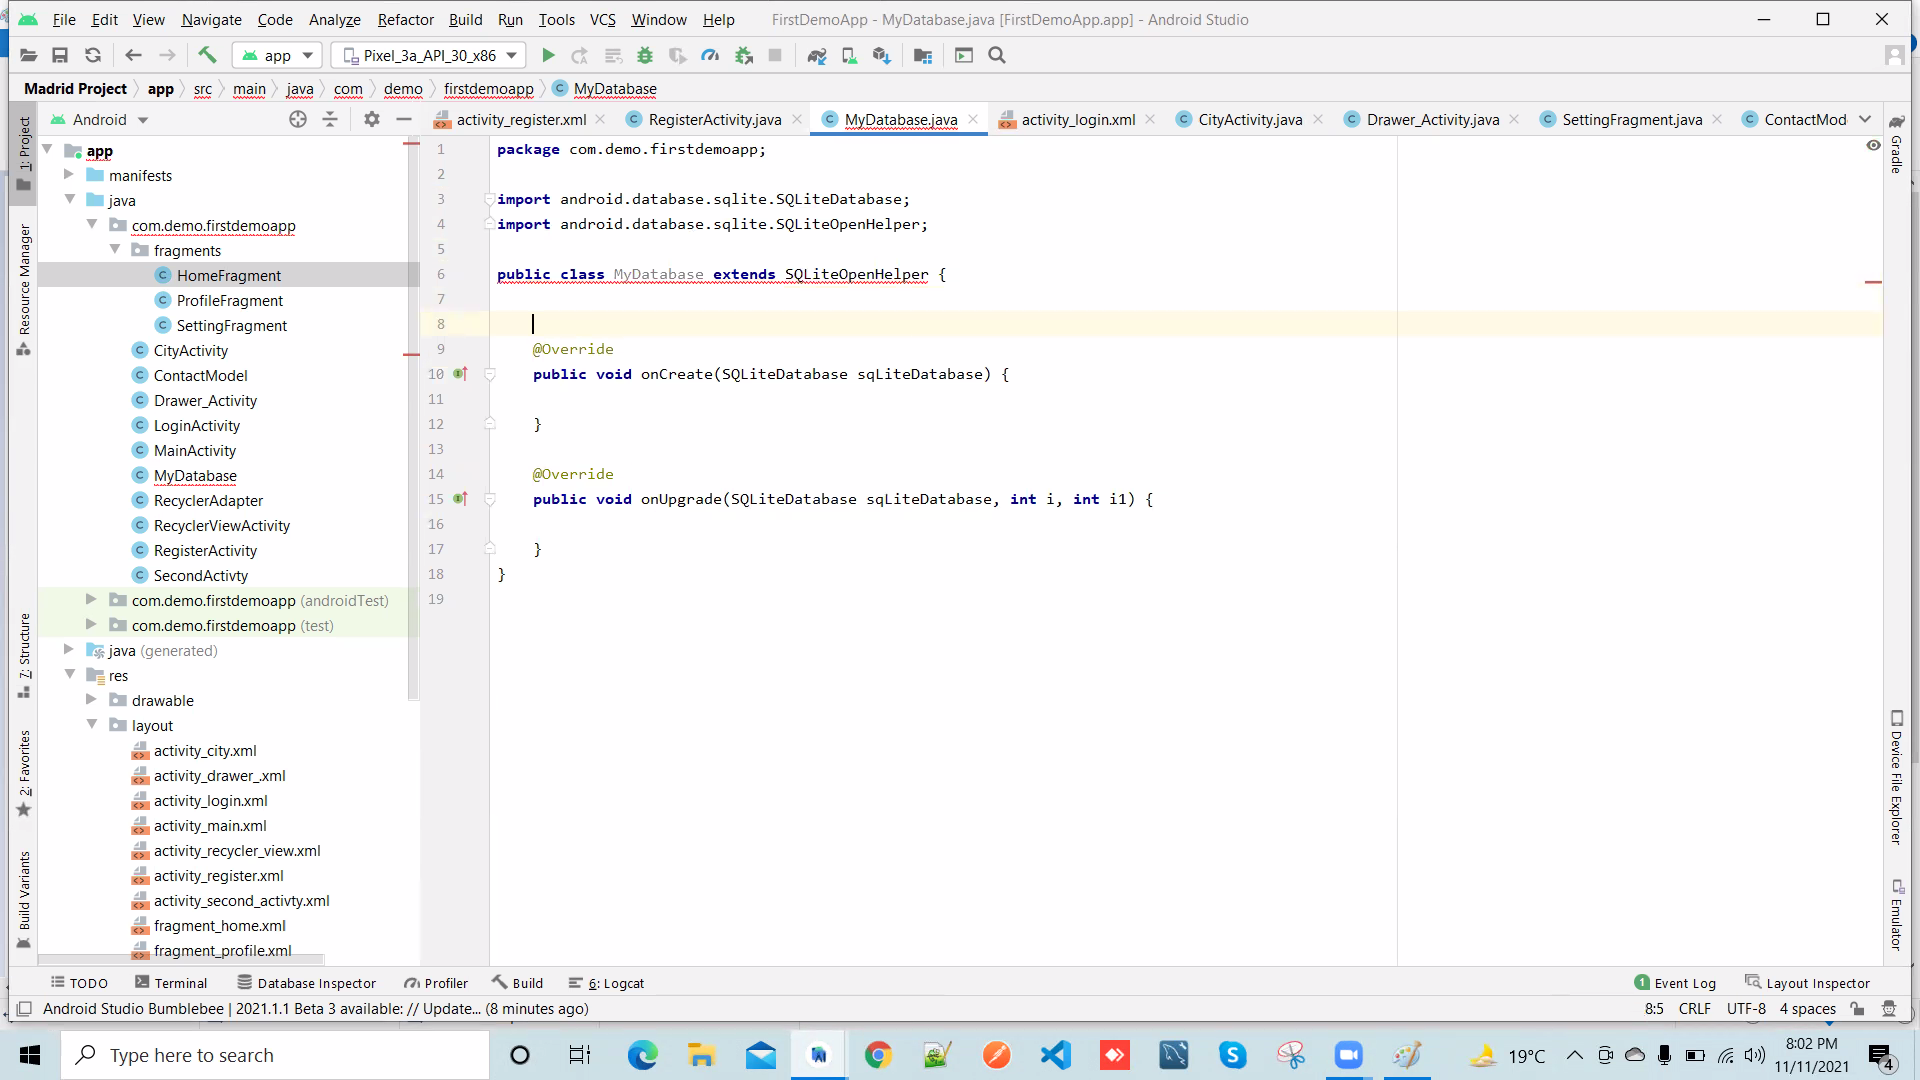 File Edit View Navigate Code Analyze Refactor Build Run Tools VCS Window Help FirstDemoApp - MyDatabase.java [FirstDemoApp.app] - Android Studio
app Pixel_3a_API_30_x86
Madrid Project app src main java com demo firstdemoapp MyDatabase
Android activity_register.xml RegisterActivity.java MyDatabase.java activity_login.xml CityActivity.java Drawer_Activity.java SettingFragment.java ContactMod
1: Project
Resource Manager
7: Structure
2: Favorites
Build Variants
app
manifests
java
com.demo.firstdemoapp
fragments
HomeFragment
ProfileFragment
SettingFragment
CityActivity
ContactModel
Drawer_Activity
LoginActivity
MainActivity
MyDatabase
RecyclerAdapter
RecyclerViewActivity
RegisterActivity
SecondActivty
com.demo.firstdemoapp (androidTest)
com.demo.firstdemoapp (test)
java (generated)
res
drawable
layout
activity_city.xml
activity_drawer_.xml
activity_login.xml
activity_main.xml
activity_recycler_view.xml
activity_register.xml
activity_second_activty.xml
fragment_home.xml
fragment_profile.xml
1 package com.demo.firstdemoapp;
2
3 import android.database.sqlite.SQLiteDatabase;
4 import android.database.sqlite.SQLiteOpenHelper;
5
6 public class MyDatabase extends SQLiteOpenHelper {
7
8
9 @Override
10 public void onCreate(SQLiteDatabase sqLiteDatabase) {
11
12 }
13
14 @Override
15 public void onUpgrade(SQLiteDatabase sqLiteDatabase, int i, int i1) {
16
17 }
18 }
19
Gradle
Device File Explorer
Emulator
TODO Terminal Database Inspector Profiler Build 6: Logcat 1 Event Log Layout Inspector
Android Studio Bumblebee | 2021.1.1 Beta 3 available: // Update... (8 minutes ago) 8:5 CRLF UTF-8 4 spaces
Type here to search 19°C 8:02 PM
11/11/2021 4